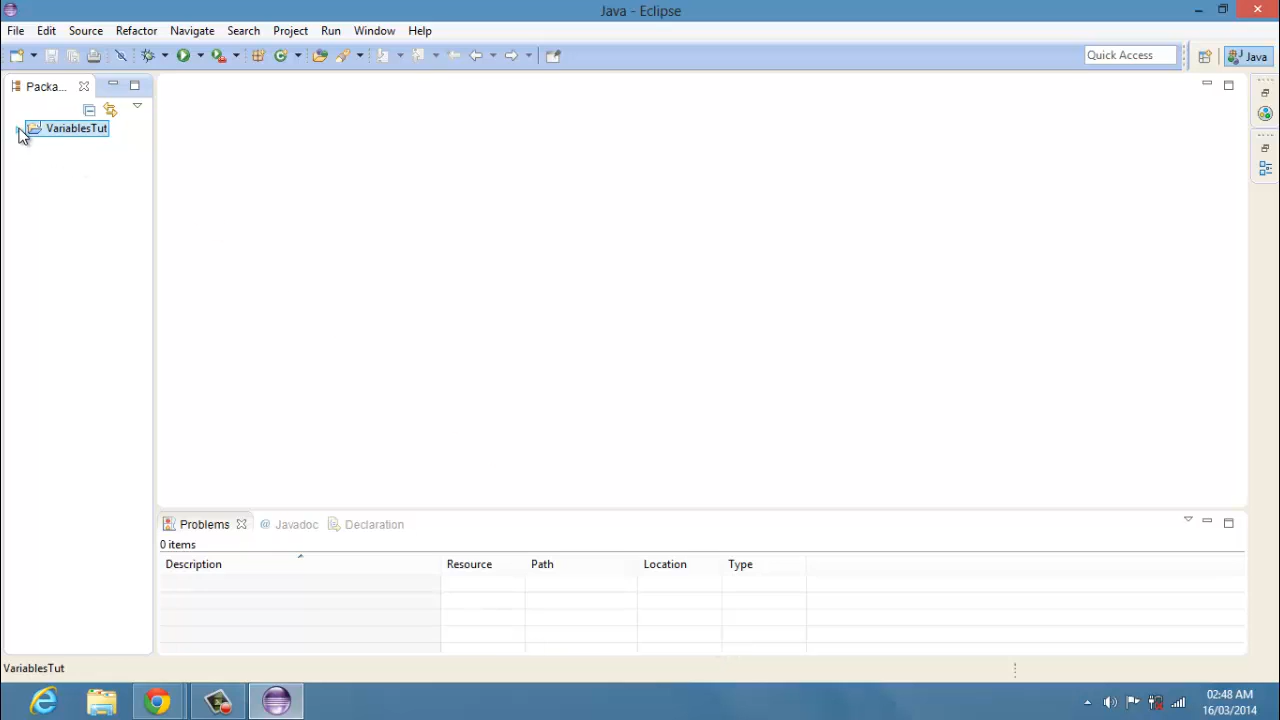 Java - Eclipse
File Edit Source Refactor Navigate Search Project Run Window Help
Quick Access
Java
Packa...
VariablesTut
Problems @ Javadoc Declaration
0 items
Description Resource Path Location Type
VariablesTut
02:48 AM
16/03/2014